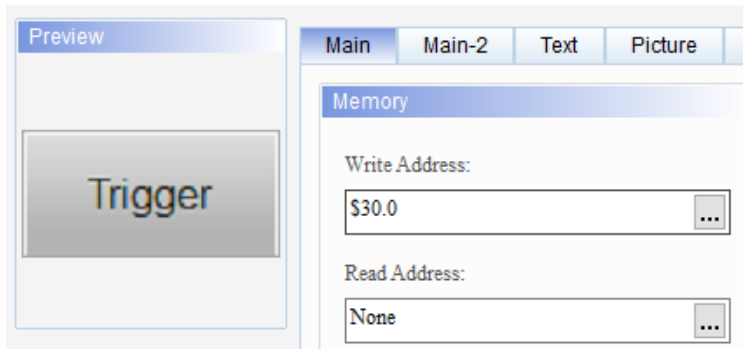 Preview
Trigger
Main Main-2 Text Picture
Memory
Write Address:
$30.0 ...
Read Address:
None ...